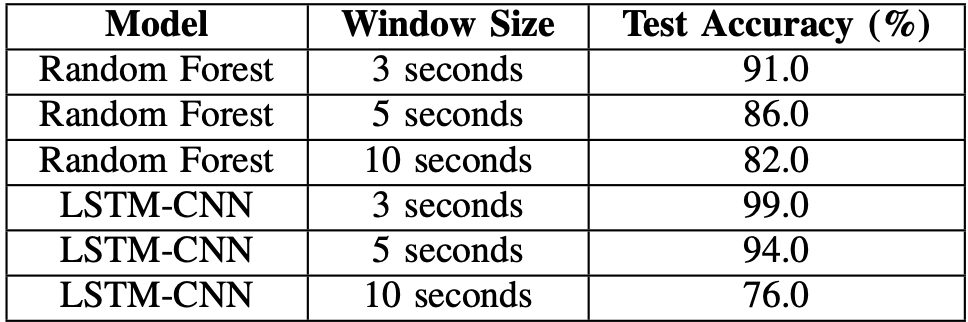 Model Window Size Test Accuracy (%)
Random Forest 3 seconds 91.0
Random Forest 5 seconds 86.0
Random Forest 10 seconds 82.0
LSTM-CNN 3 seconds 99.0
LSTM-CNN 5 seconds 94.0
LSTM-CNN 10 seconds 76.0